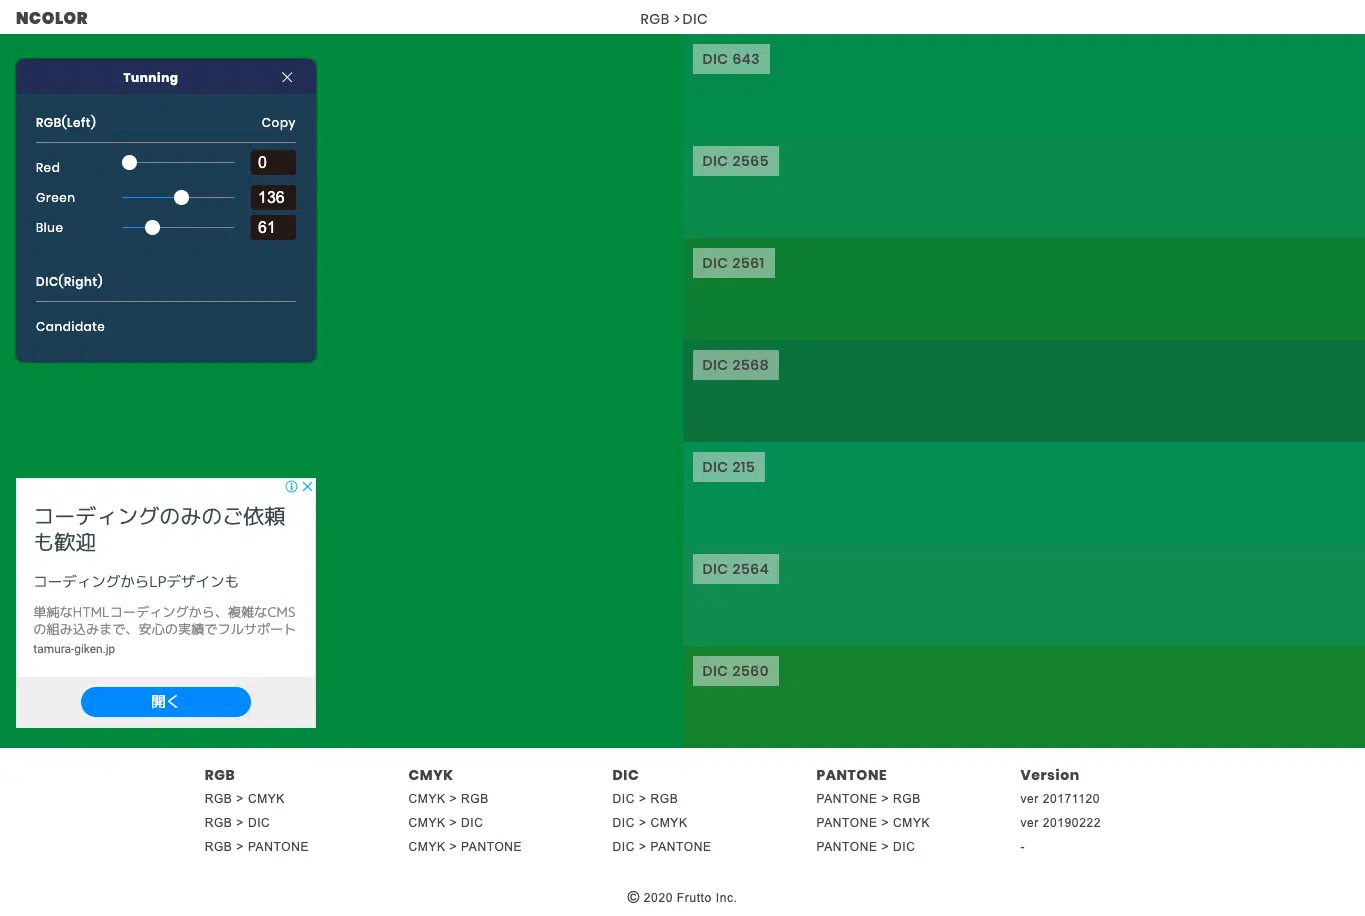 NCOLOR
RGB > DIC
Tunning
RGB(Left) Copy
Red 0
Green 136
Blue 61
DIC(Right)
Candidate
DIC 643
DIC 2565
DIC 2561
DIC 2568
DIC 215
DIC 2564
DIC 2560
コーディングのみのご依頼
も歓迎
コーディングからLPデザインも
単純なHTMLコーディングから、複雑なCMS
の組み込みまで、安心の実績でフルサポート
tamura-giken.jp
開く
RGB
RGB > CMYK
RGB > DIC
RGB > PANTONE
CMYK
CMYK > RGB
CMYK > DIC
CMYK > PANTONE
DIC
DIC > RGB
DIC > CMYK
DIC > PANTONE
PANTONE
PANTONE > RGB
PANTONE > CMYK
PANTONE > DIC
Version
ver 20171120
ver 20190222
-
© 2020 Frutto Inc.